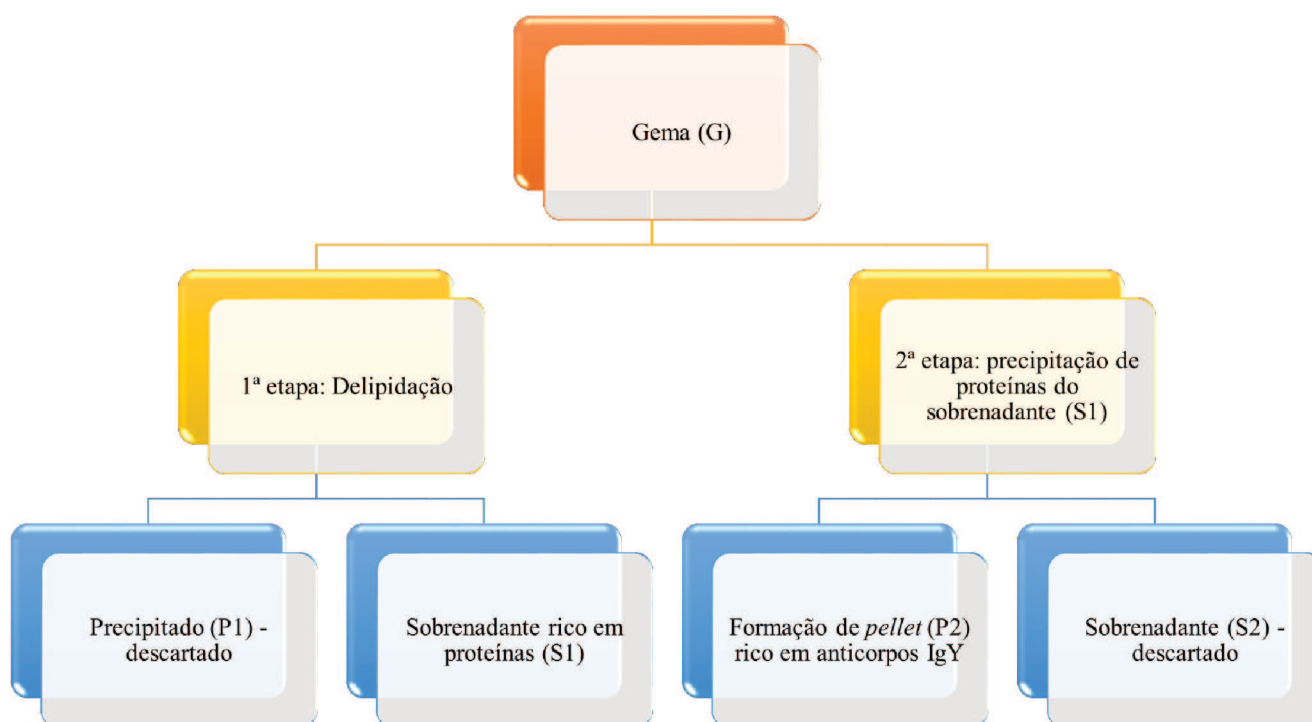 Gema (G)
1ª etapa: Delipidação
2ª etapa: precipitação de
proteínas do
sobrenadante (S1)
Precipitado (P1) -
descartado
Sobrenadante rico em
proteínas (S1)
Formação de pellet (P2)
rico em anticorpos IgY
Sobrenadante (S2) -
descartado